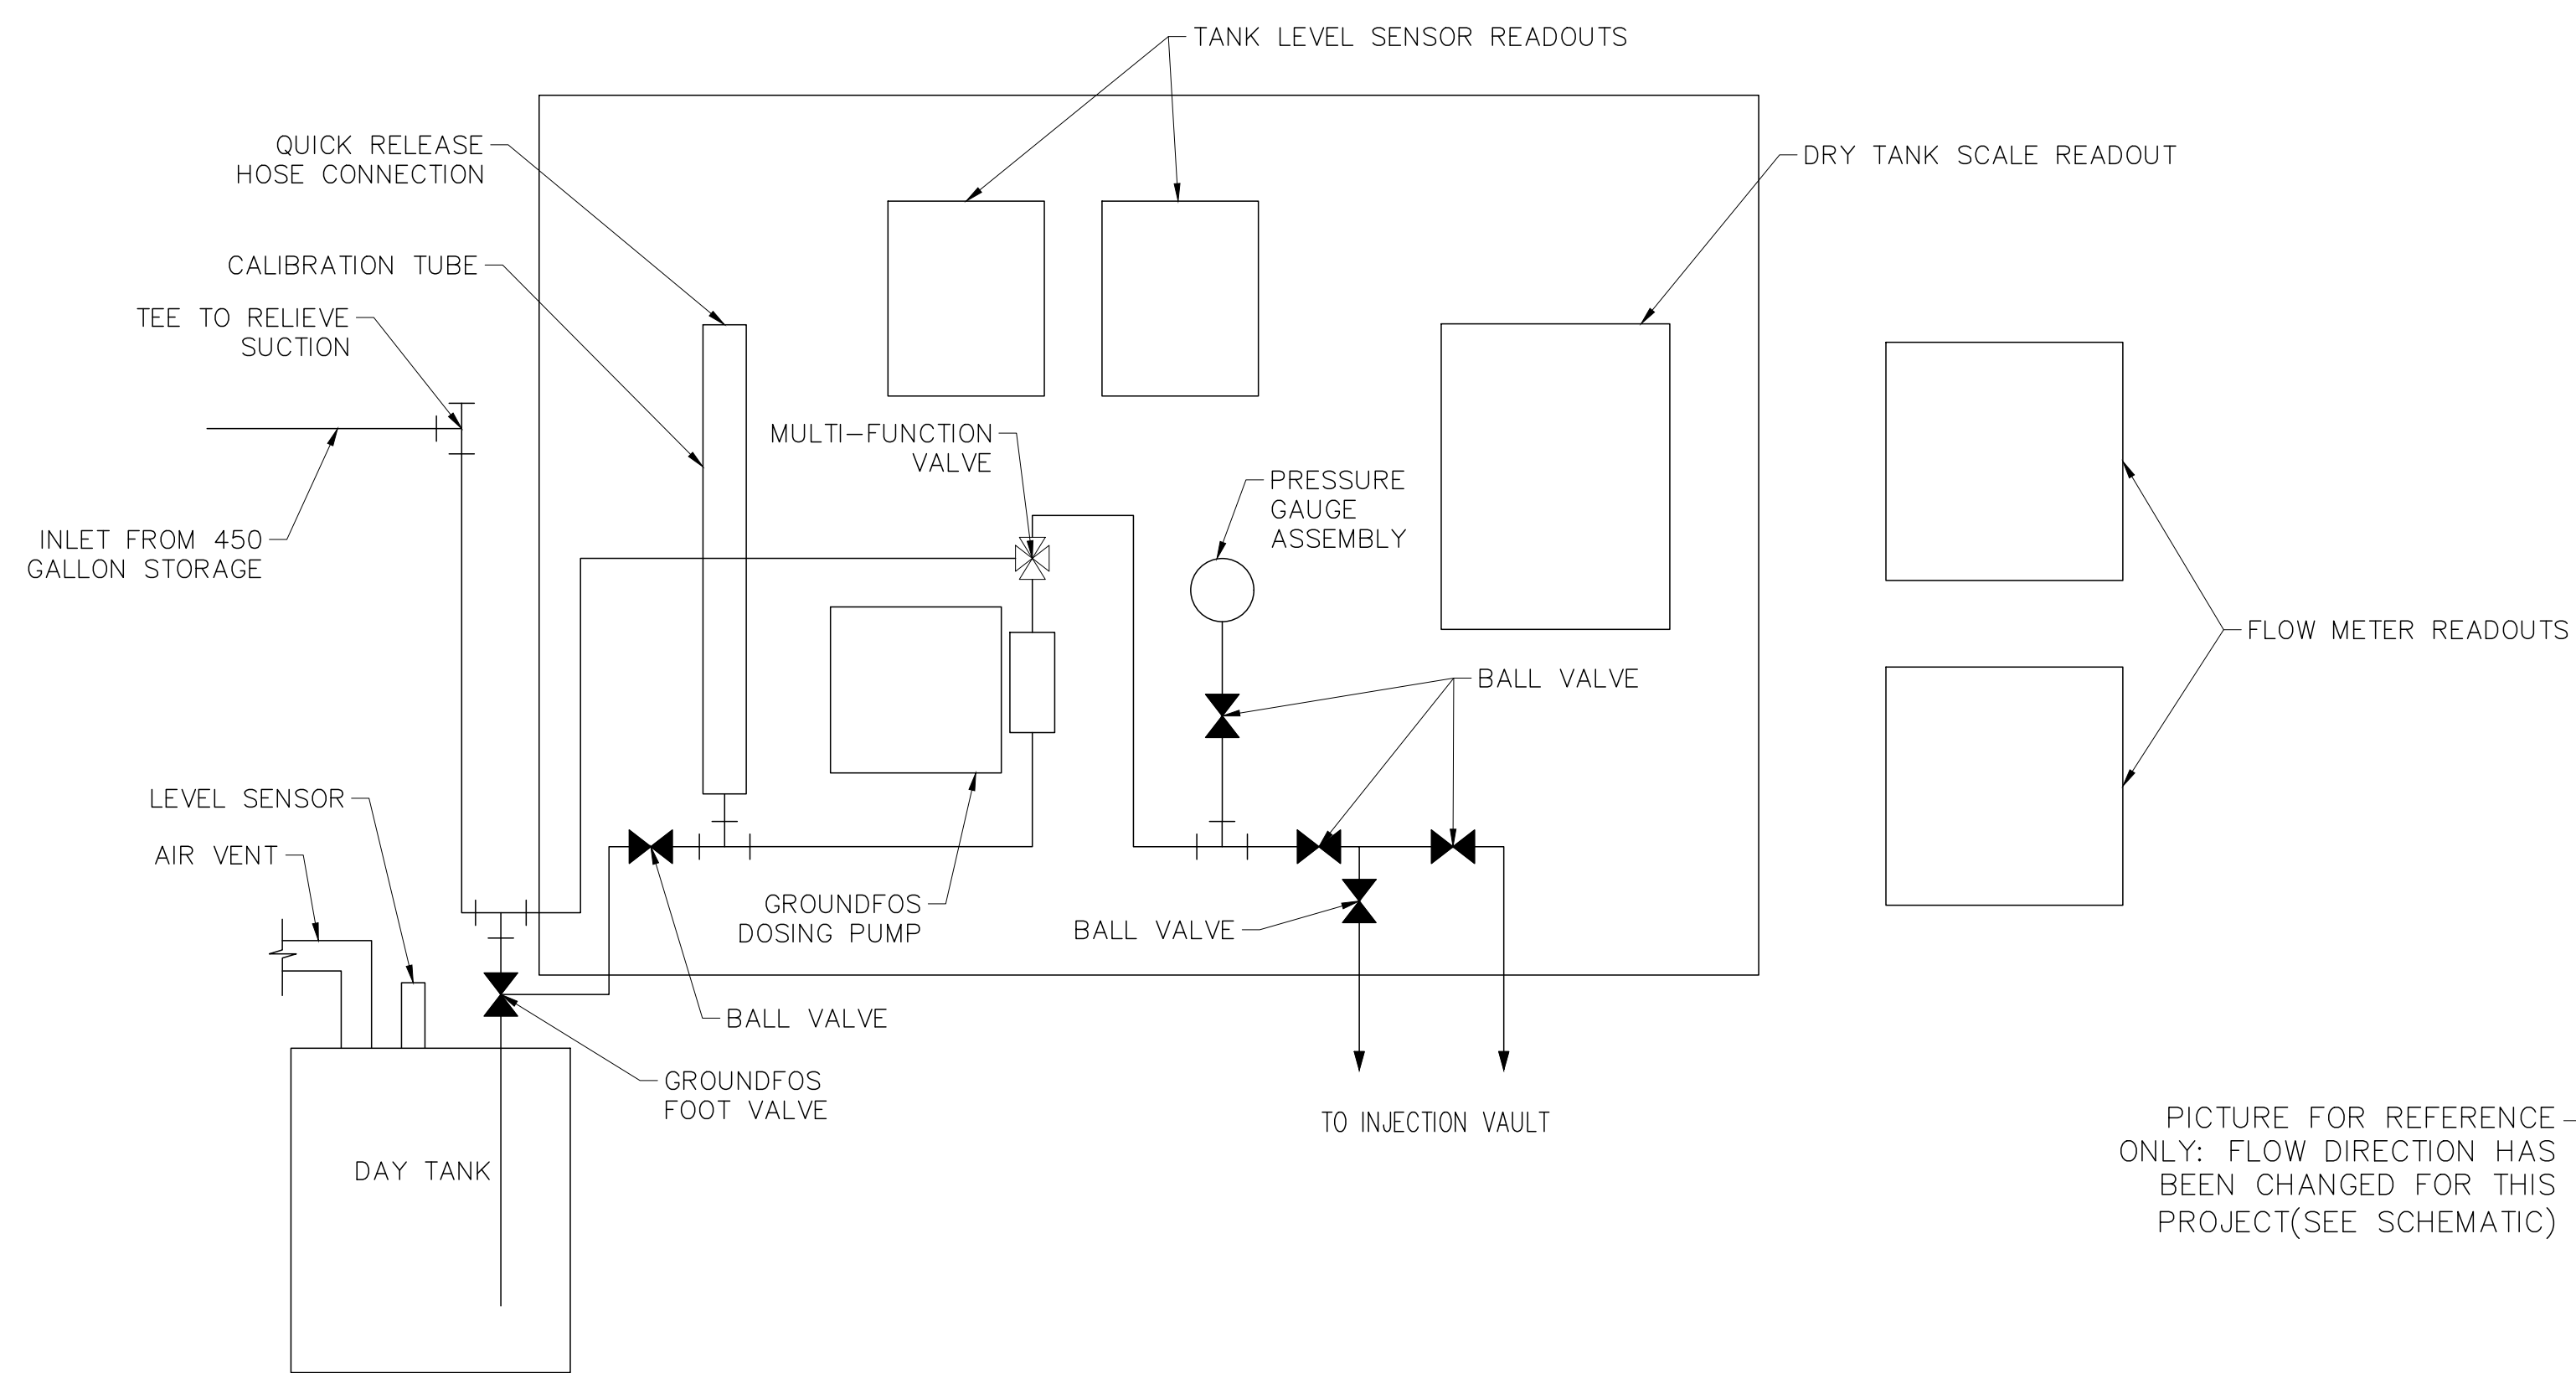 TANK LEVEL SENSOR READOUTS
QUICK RELEASE
HOSE CONNECTION
DRY TANK SCALE READOUT
CALIBRATION TUBE
TEE TO RELIEVE
SUCTION
MULTI-FUNCTION
VALVE
PRESSURE
GAUGE
ASSEMBLY
INLET FROM 450
GALLON STORAGE
FLOW METER READOUTS
BALL VALVE
LEVEL SENSOR
AIR VENT
GROUNDFOS
DOSING PUMP
BALL VALVE
BALL VALVE
GROUNDFOS
FOOT VALVE
TO INJECTION VAULT
DAY TANK
PICTURE FOR REFERENCE
ONLY: FLOW DIRECTION HAS
BEEN CHANGED FOR THIS
PROJECT(SEE SCHEMATIC)